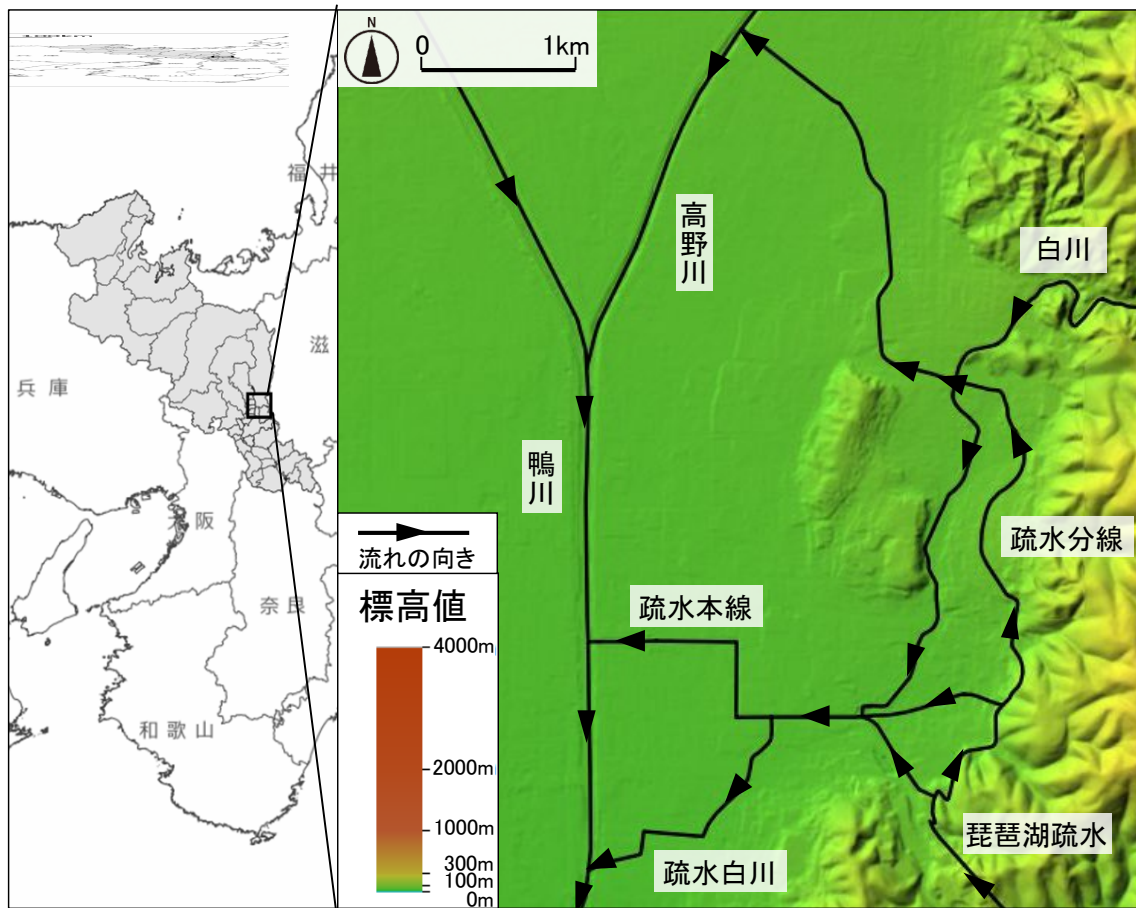 福井
滋
兵庫
大阪
奈良
和歌山
N
0 1km
高野川
白川
鴨川
疏水分線
疏水本線
疏水白川
琵琶湖疏水
流れの向き
標高値
4000m
2000m
1000m
300m
100m
0m